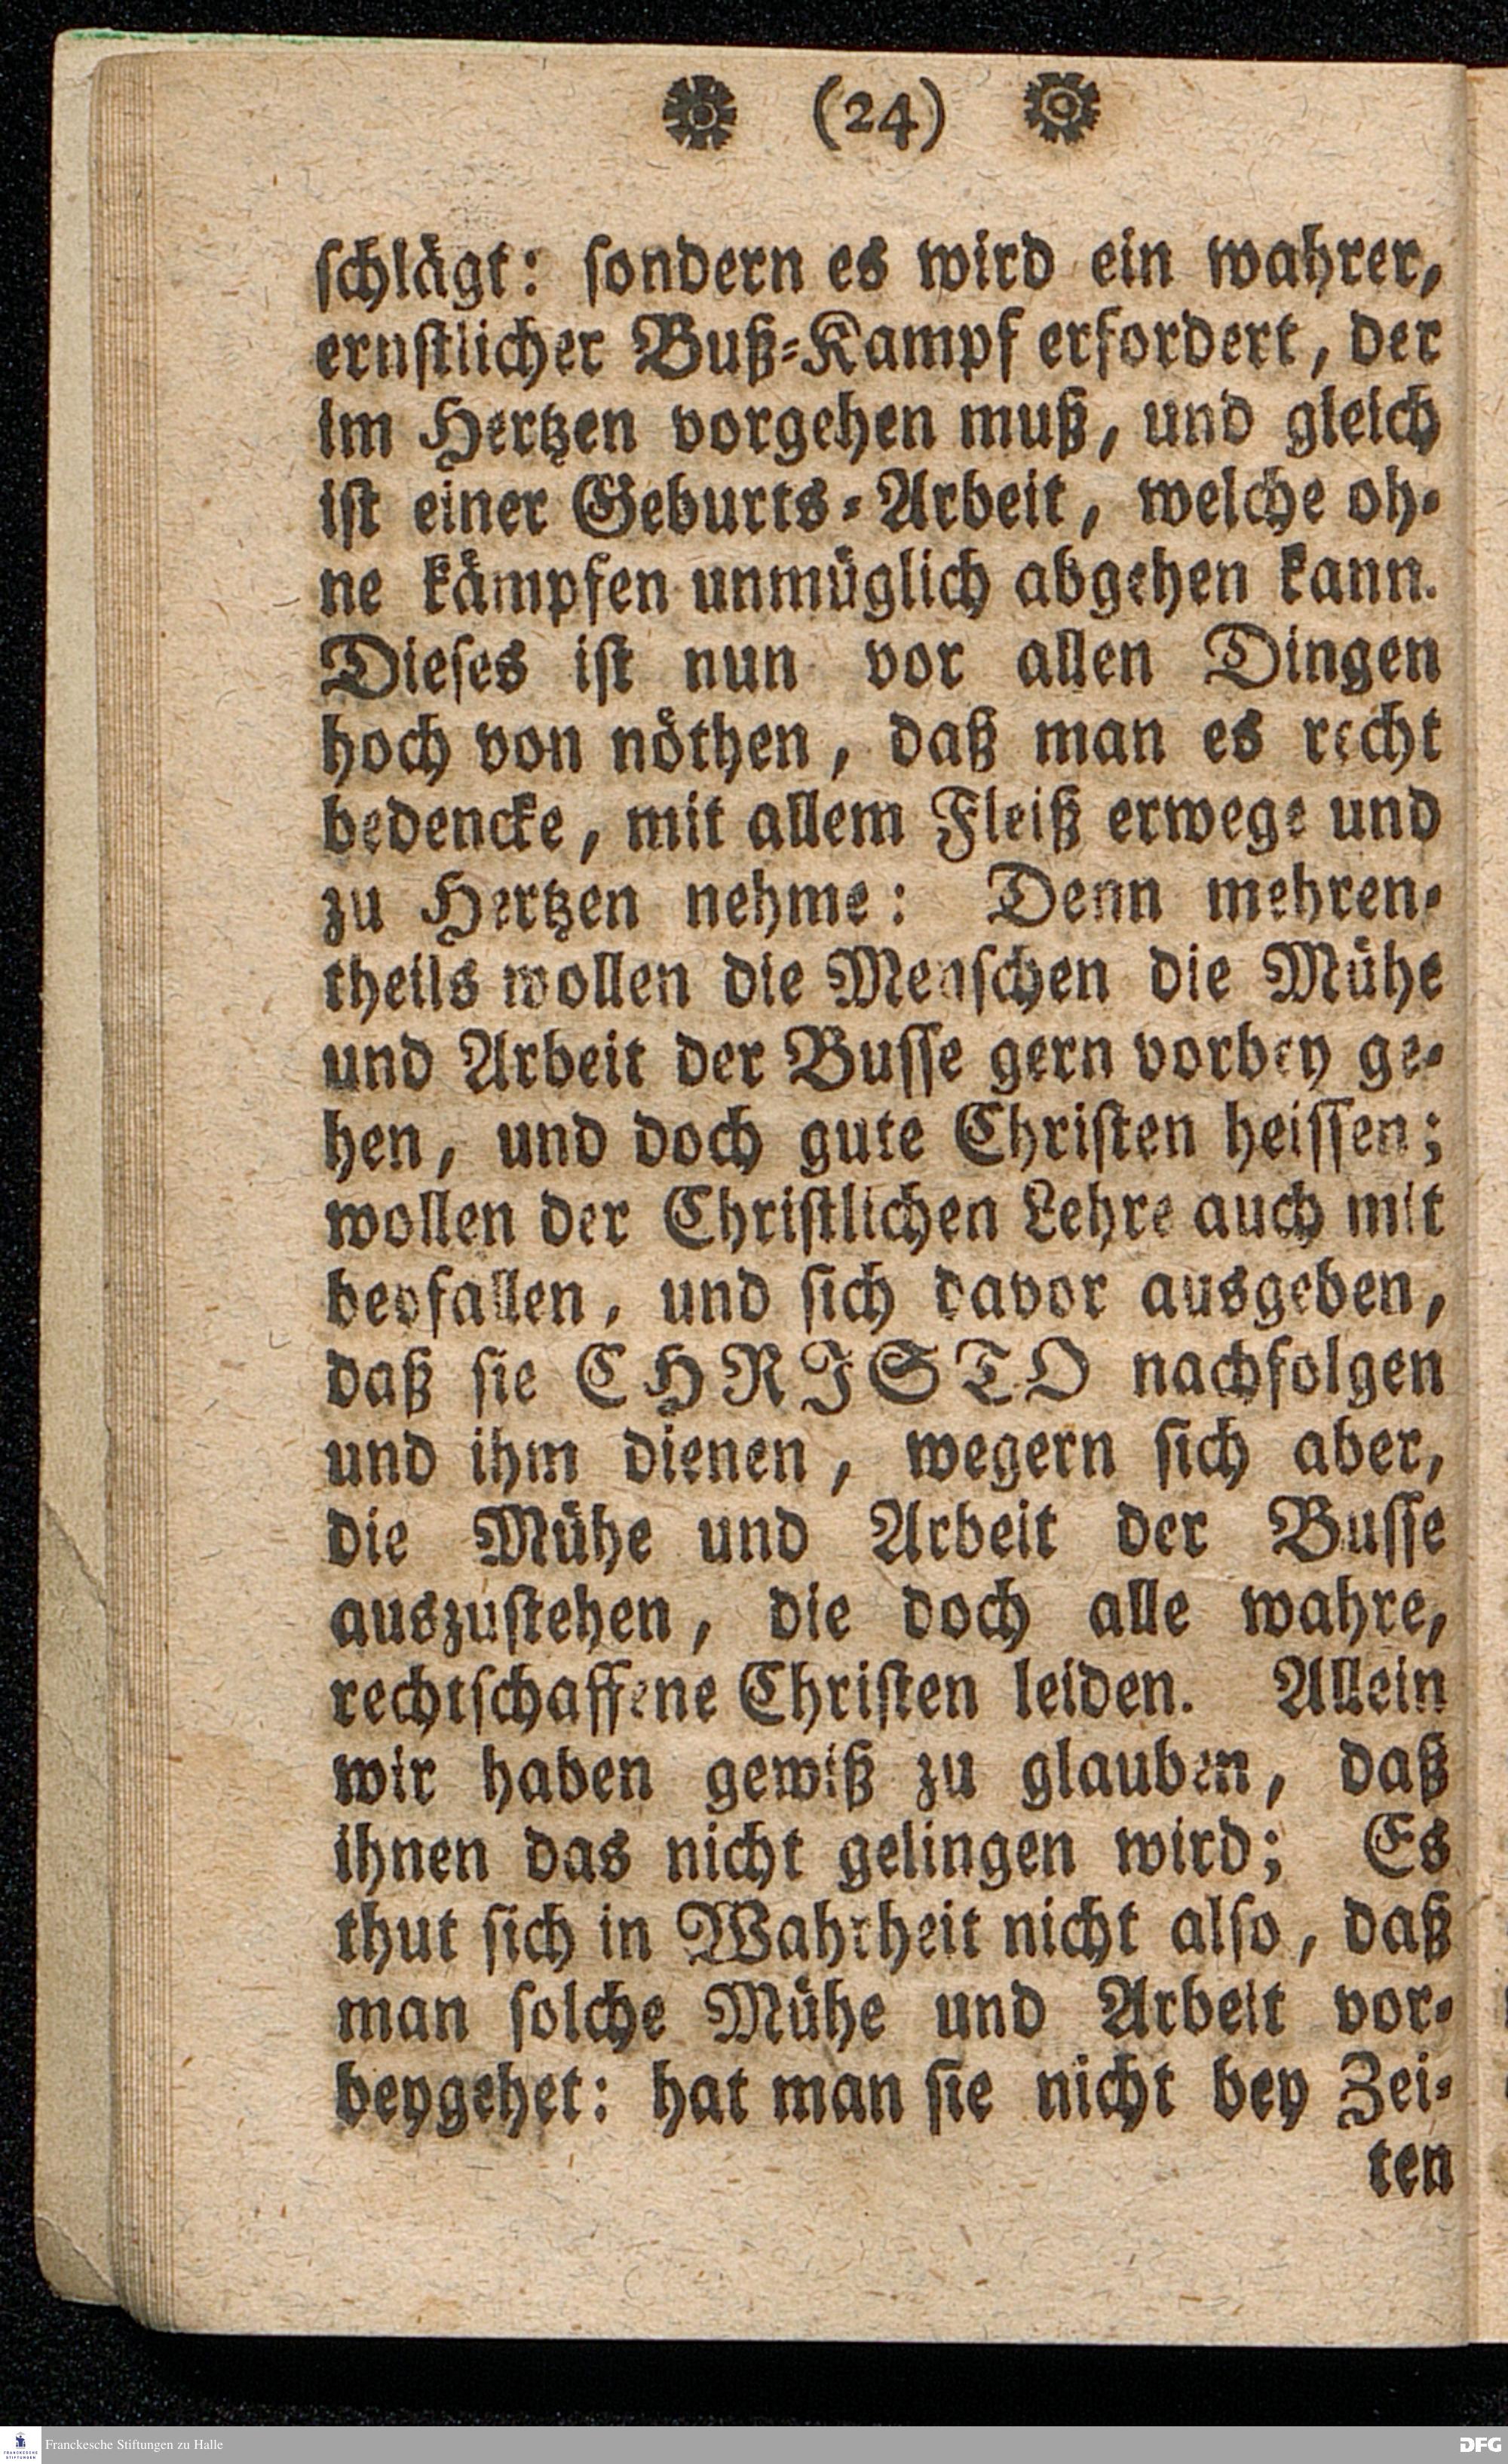 (24)
ſchlägt: ſondern es wird ein wahrer,
ernſtlicher Buß-Kampf erfordert, der
im Hertzen vorgehen muß, und gleich
iſt einer Geburts-Arbeit, welche oh-
ne kämpfen unmüglich abgehen kann.
Dieſes iſt nun vor allen Dingen
hoch von nöthen, daß man es recht
bedencke, mit allem Fleiß erwege und
zu Hertzen nehme: Denn mehren-
theils wollen die Menſchen die Mühe
und Arbeit der Buſſe gern vorbey ge-
hen, und doch gute Chriſten heiſſen;
wollen der Chriſtlichen Lehre auch mit
beyfallen, und ſich davor ausgeben,
daß ſie CHRISTO nachfolgen
und ihm dienen, wegern ſich aber,
die Mühe und Arbeit der Buſſe
auszuſtehen, die doch alle wahre,
rechtſchaffene Chriſten leiden. Allein
wir haben gewiß zu glauben, daß
ihnen das nicht gelingen wird; Es
thut ſich in Wahrheit nicht alſo, daß
man ſolche Mühe und Arbeit vor-
beygehet: hat man ſie nicht bey Zei-
ten
Franckesche Stiftungen zu Halle
DFG